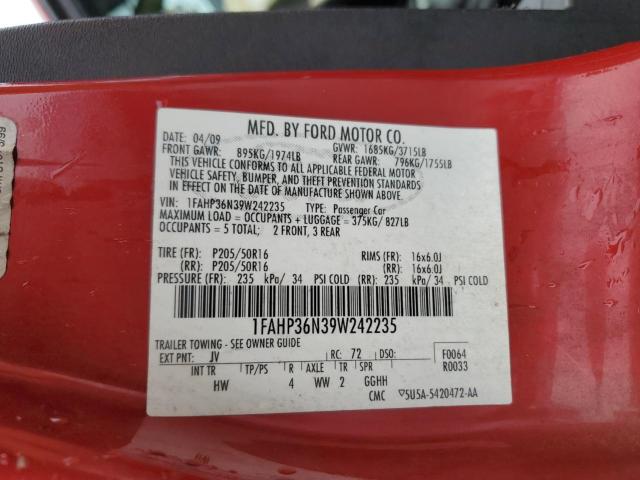 MFD. BY FORD MOTOR CO.
DATE: 04/09 GVWR: 1685KG/3715LB
FRONT GAWR: 895KG/1974LB REAR GAWR: 796KG/1755LB
THIS VEHICLE CONFORMS TO ALL APPLICABLE FEDERAL MOTOR
VEHICLE SAFETY, BUMPER, AND THEFT PREVENTION STANDARDS
IN EFFECT ON THE DATE OF MANUFACTURE SHOWN ABOVE.
VIN: 1FAHP36N39W242235 TYPE: Passenger Car
MAXIMUM LOAD = OCCUPANTS + LUGGAGE = 375KG/ 827LB
OCCUPANTS = 5 TOTAL: 2 FRONT, 3 REAR
TIRE (FR): P205/50R16 RIMS (FR): 16x6.0J
(RR): P205/50R16 (RR): 16x6.0J
PRESSURE (FR): 235 kPa/ 34 PSI COLD (RR): 235 kPa/ 34 PSI COLD
1FAHP36N39W242235
TRAILER TOWING - SEE OWNER GUIDE
EXT PNT: JV RC: 72 DSO: F0064
INT TR TP/PS R AXLE TR SPR R0033
HW 4 WW 2 GGHH
CMC 5U5A-5420472-AA